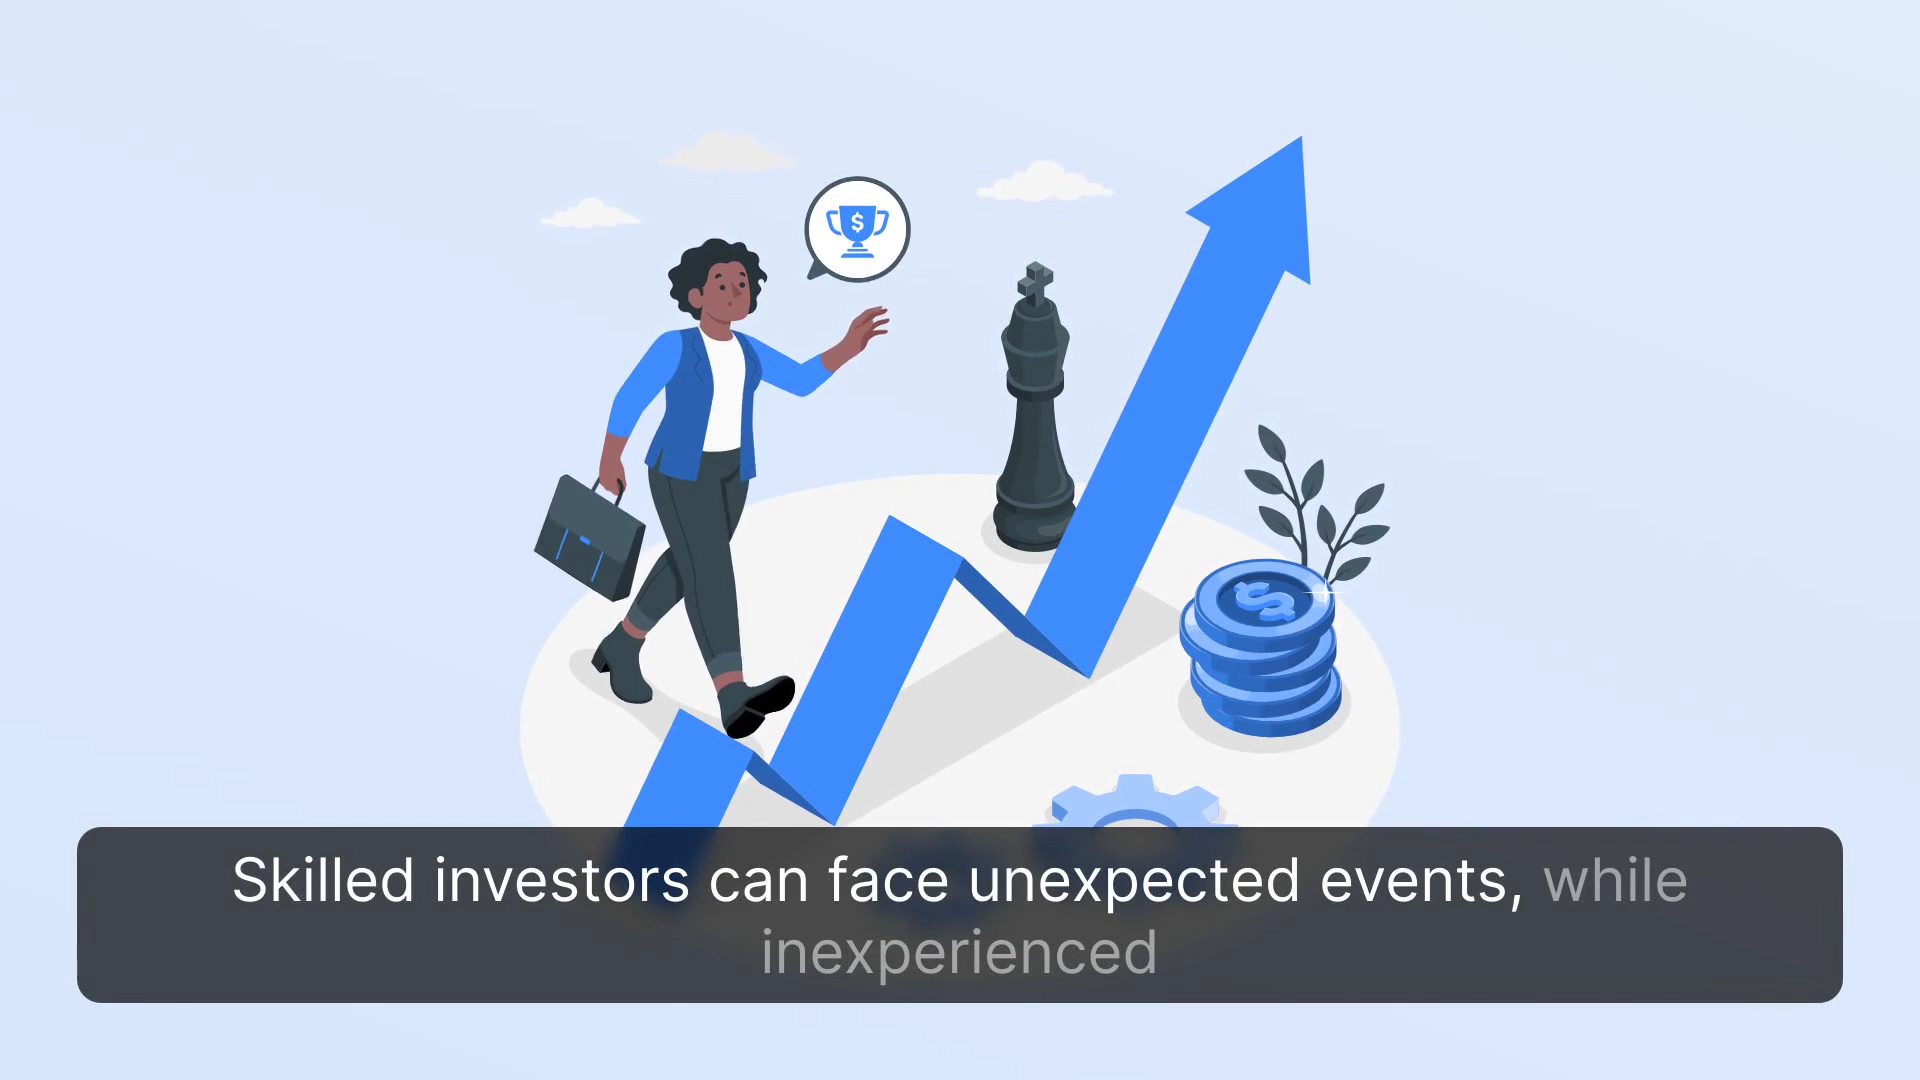 $
$
Skilled investors can face unexpected events, while
inexperienced